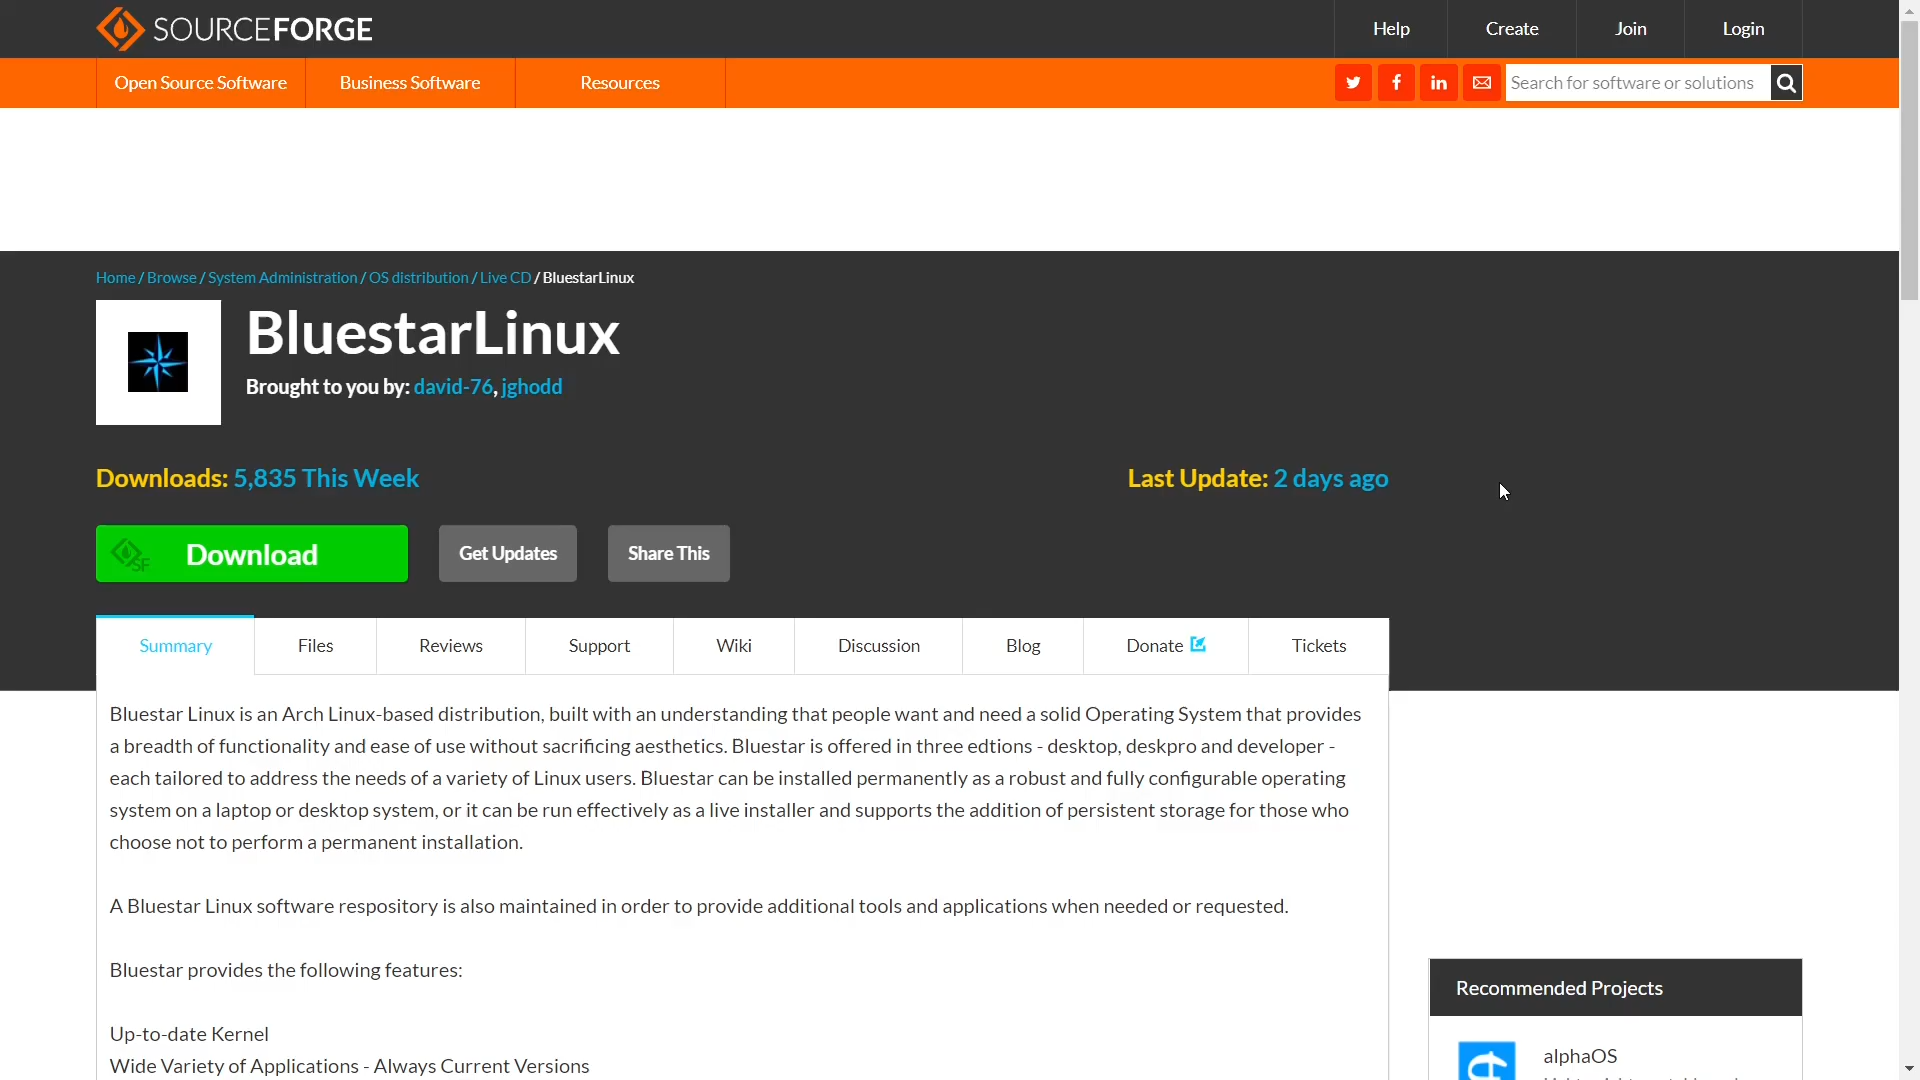 SOURCEFORGE
Help Create Join Login
Open Source Software Business Software Resources
Search for software or solutions
Home / Browse / System Administration / OS distribution / Live CD / BluestarLinux
BluestarLinux
Brought to you by: david-76, jghodd
Downloads: 5,835 This Week
Last Update: 2 days ago
SF Download Get Updates Share This
Summary Files Reviews Support Wiki Discussion Blog Donate Tickets
Bluestar Linux is an Arch Linux-based distribution, built with an understanding that people want and need a solid Operating System that provides
a breadth of functionality and ease of use without sacrificing aesthetics. Bluestar is offered in three edtions - desktop, deskpro and developer -
each tailored to address the needs of a variety of Linux users. Bluestar can be installed permanently as a robust and fully configurable operating
system on a laptop or desktop system, or it can be run effectively as a live installer and supports the addition of persistent storage for those who
choose not to perform a permanent installation.
A Bluestar Linux software respository is also maintained in order to provide additional tools and applications when needed or requested.
Bluestar provides the following features:
Up-to-date Kernel
Wide Variety of Applications - Always Current Versions
Recommended Projects
alphaOS